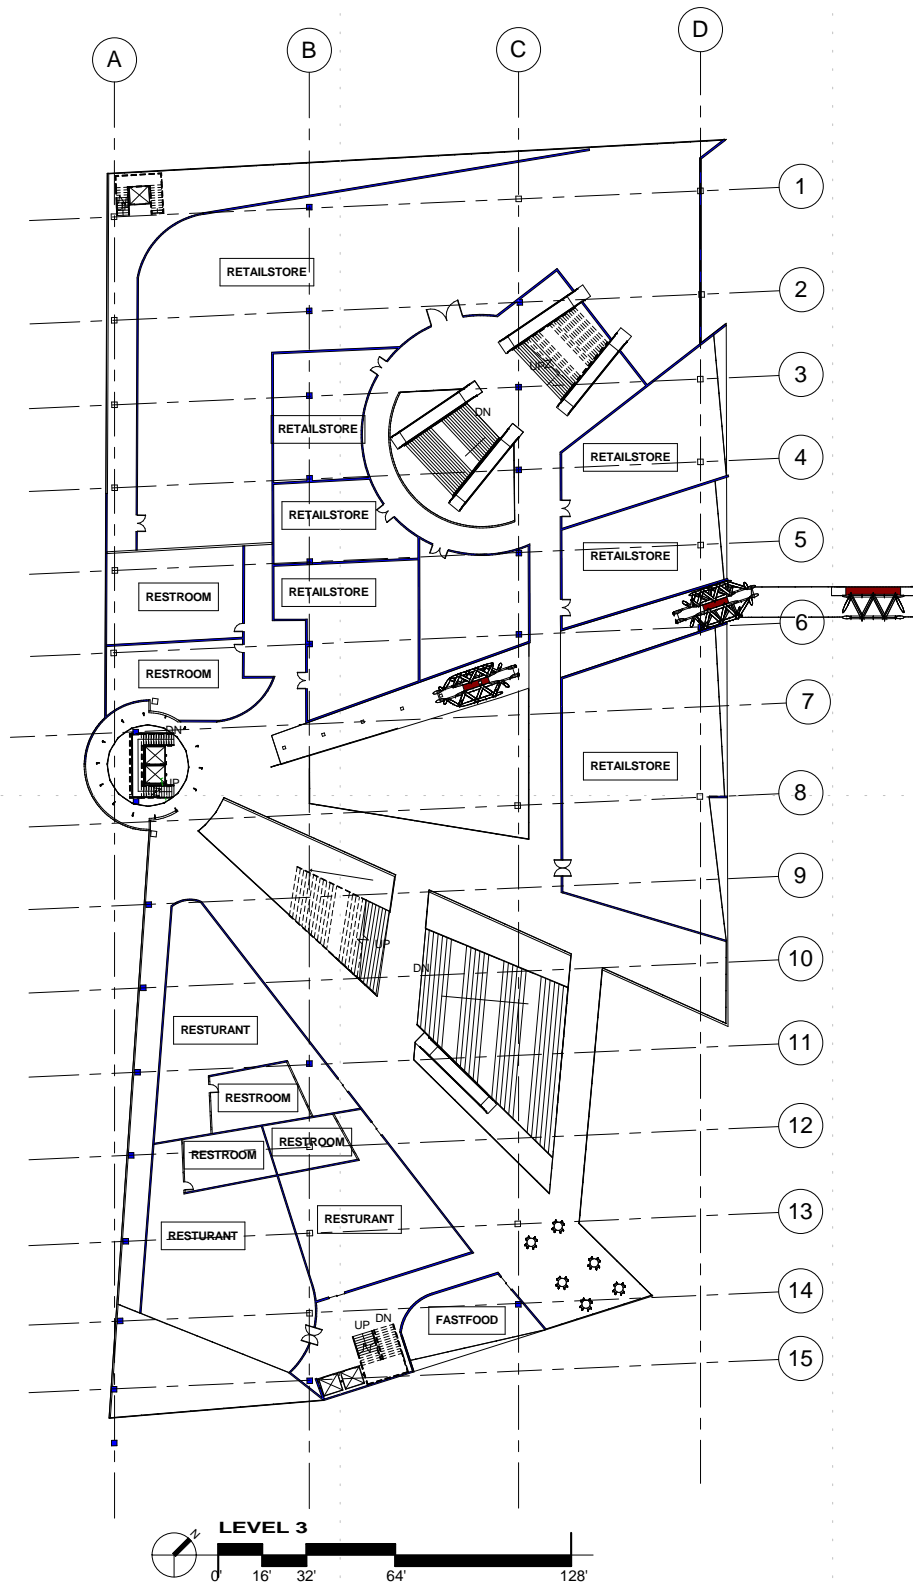 D
C
B
A
1
RETAILSTORE
2
UP
3
DN
RETAILSTORE
RETAILSTORE
4
RETAILSTORE
5
RETAILSTORE
RETAILSTORE
RESTROOM
6
RESTROOM
7
DN
RETAILSTORE
UP
8
9
UP
10
DN
RESTURANT
11
RESTROOM
12
RESTROOM
RESTROOM
13
RESTURANT
RESTURANT
14
FASTFOOD
UP
DN
15
LEVEL 3
N
0'
16'
32'
64'
128'